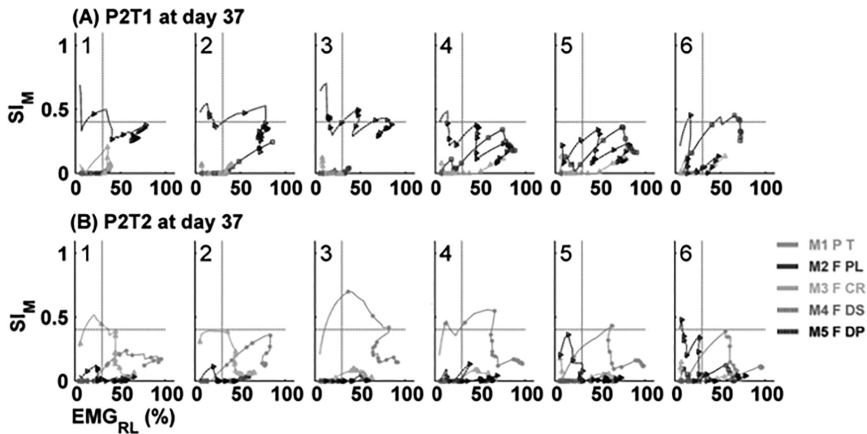 (A) P2T1 at day 37
1 2 3 4 5 6
1
SI_M 0.5
0
0 50 100 0 50 100 0 50 100 0 50 100 0 50 100 0 50 100
(B) P2T2 at day 37
1 2 3 4 5 6
1
SI_M 0.5
0
0 50 100 0 50 100 0 50 100 0 50 100 0 50 100 0 50 100
EMG_RL (%)
M1 P T
M2 F PL
M3 F CR
M4 F DS
M5 F DP